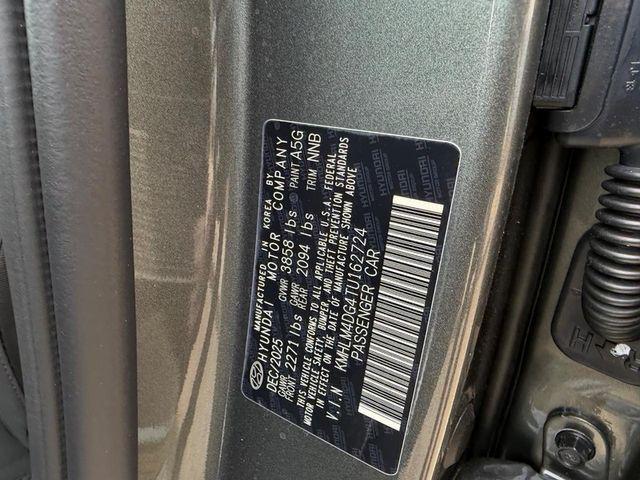 MANUFACTURED IN KOREA BY
HYUNDAI MOTOR COMPANY
DEC/2025 GVWR 3858 lbs PAINT A5G
GAWR FRONT 2271 lbs GAWR REAR 2094 lbs TRIM NNB
THIS VEHICLE CONFORMS TO ALL APPLICABLE U.S.A. FEDERAL
MOTOR VEHICLE SAFETY, BUMPER, AND THEFT PREVENTION STANDARDS
IN EFFECT ON THE DATE OF MANUFACTURE SHOWN ABOVE
V.I.N KMHLM4DG4TU162724
PASSENGER CAR